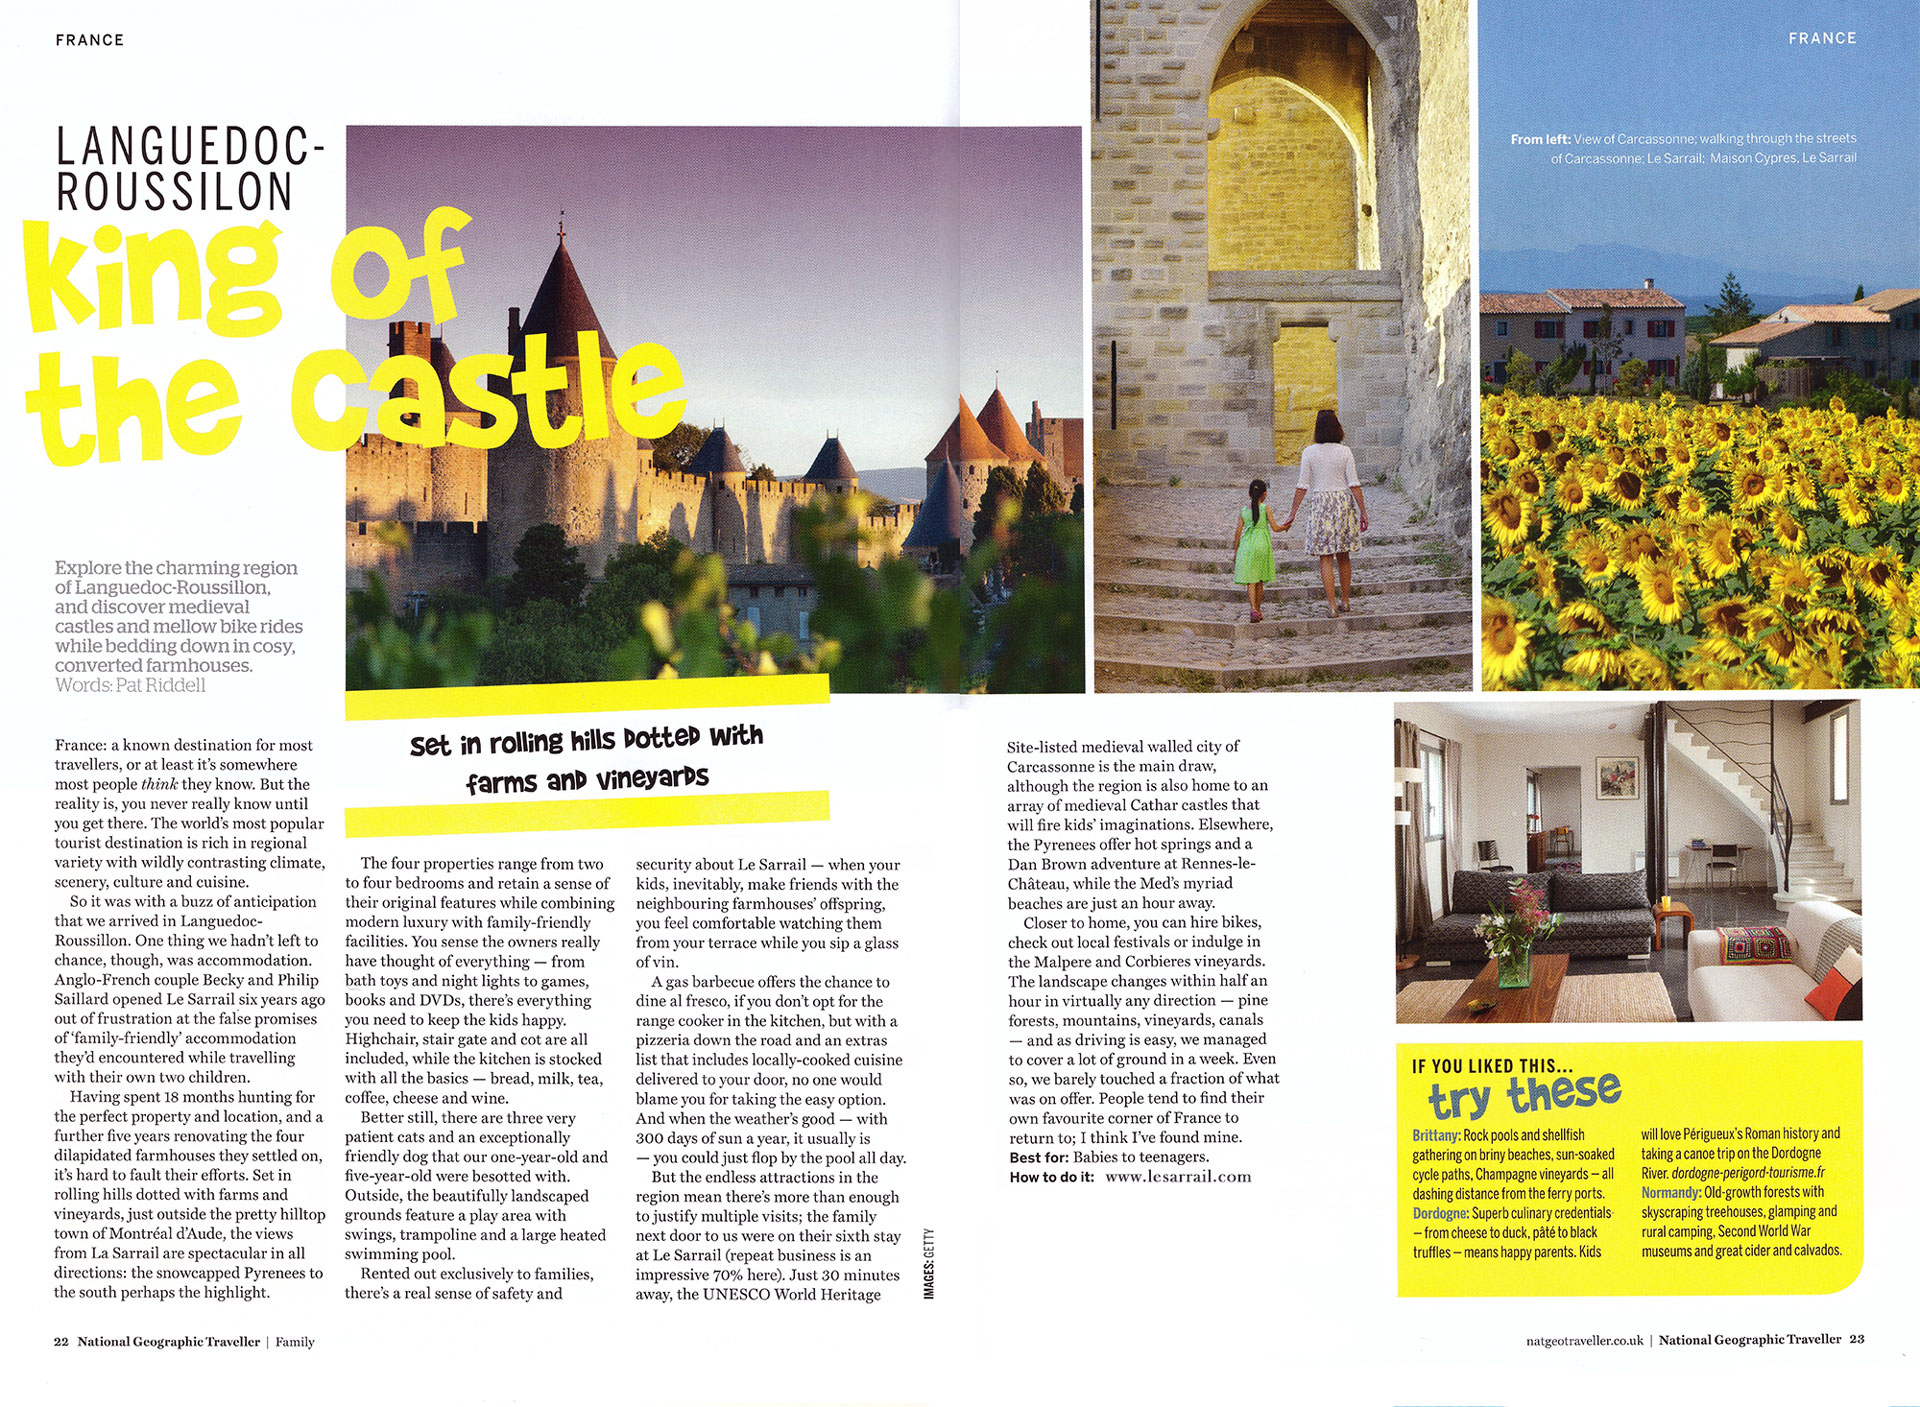 FRANCE
FRANCE
LANGUEDOC-
ROUSSILON
king of
the castle
From left: View of Carcassonne; walking through the streets
of Carcassonne; Le Sarrail; Maison Cypres, Le Sarrail
Explore the charming region
of Languedoc-Roussillon,
and discover medieval
castles and mellow bike rides
while bedding down in cosy,
converted farmhouses.
Words: Pat Riddell
France: a known destination for most
travellers, or at least it's somewhere
most people think they know. But the
reality is, you never really know until
you get there. The world's most popular
tourist destination is rich in regional
variety with wildly contrasting climate,
scenery, culture and cuisine.
So it was with a buzz of anticipation
that we arrived in Languedoc-
Roussillon. One thing we hadn't left to
chance, though, was accommodation.
Anglo-French couple Becky and Philip
Saillard opened Le Sarrail six years ago
out of frustration at the false promises
of 'family-friendly' accommodation
they'd encountered while travelling
with their own two children.
Having spent 18 months hunting for
the perfect property and location, and a
further five years renovating the four
dilapidated farmhouses they settled on,
it's hard to fault their efforts. Set in
rolling hills dotted with farms and
vineyards, just outside the pretty hilltop
town of Montréal d'Aude, the views
from La Sarrail are spectacular in all
directions: the snowcapped Pyrenees to
the south perhaps the highlight.
Set in rolling hills dotted with
farms and vineyards
The four properties range from two
to four bedrooms and retain a sense of
their original features while combining
modern luxury with family-friendly
facilities. You sense the owners really
have thought of everything — from
bath toys and night lights to games,
books and DVDs, there's everything
you need to keep the kids happy.
Highchair, stair gate and cot are all
included, while the kitchen is stocked
with all the basics — bread, milk, tea,
coffee, cheese and wine.
Better still, there are three very
patient cats and an exceptionally
friendly dog that our one-year-old and
five-year-old were besotted with.
Outside, the beautifully landscaped
grounds feature a play area with
swings, trampoline and a large heated
swimming pool.
Rented out exclusively to families,
there's a real sense of safety and
security about Le Sarrail — when your
kids, inevitably, make friends with the
neighbouring farmhouses' offspring,
you feel comfortable watching them
from your terrace while you sip a glass
of vin.
A gas barbecue offers the chance to
dine al fresco, if you don't opt for the
range cooker in the kitchen, but with a
pizzeria down the road and an extras
list that includes locally-cooked cuisine
delivered to your door, no one would
blame you for taking the easy option.
And when the weather's good — with
300 days of sun a year, it usually is
— you could just flop by the pool all day.
But the endless attractions in the
region mean there's more than enough
to justify multiple visits; the family
next door to us were on their sixth stay
at Le Sarrail (repeat business is an
impressive 70% here). Just 30 minutes
away, the UNESCO World Heritage
IMAGES: GETTY
Site-listed medieval walled city of
Carcassonne is the main draw,
although the region is also home to an
array of medieval Cathar castles that
will fire kids' imaginations. Elsewhere,
the Pyrenees offer hot springs and a
Dan Brown adventure at Rennes-le-
Château, while the Med's myriad
beaches are just an hour away.
Closer to home, you can hire bikes,
check out local festivals or indulge in
the Malpere and Corbieres vineyards.
The landscape changes within half an
hour in virtually any direction — pine
forests, mountains, vineyards, canals
— and as driving is easy, we managed
to cover a lot of ground in a week. Even
so, we barely touched a fraction of what
was on offer. People tend to find their
own favourite corner of France to
return to; I think I've found mine.
Best for: Babies to teenagers.
How to do it: www.lesarrail.com
IF YOU LIKED THIS...
try these
Brittany: Rock pools and shellfish
gathering on briny beaches, sun-soaked
cycle paths, Champagne vineyards — all
dashing distance from the ferry ports.
Dordogne: Superb culinary credentials
— from cheese to duck, pâté to black
truffles — means happy parents. Kids
will love Périgueux's Roman history and
taking a canoe trip on the Dordogne
River. dordogne-perigord-tourisme.fr
Normandy: Old-growth forests with
skyscraping treehouses, glamping and
rural camping, Second World War
museums and great cider and calvados.
22 National Geographic Traveller | Family
natgeotraveller.co.uk | National Geographic Traveller 23